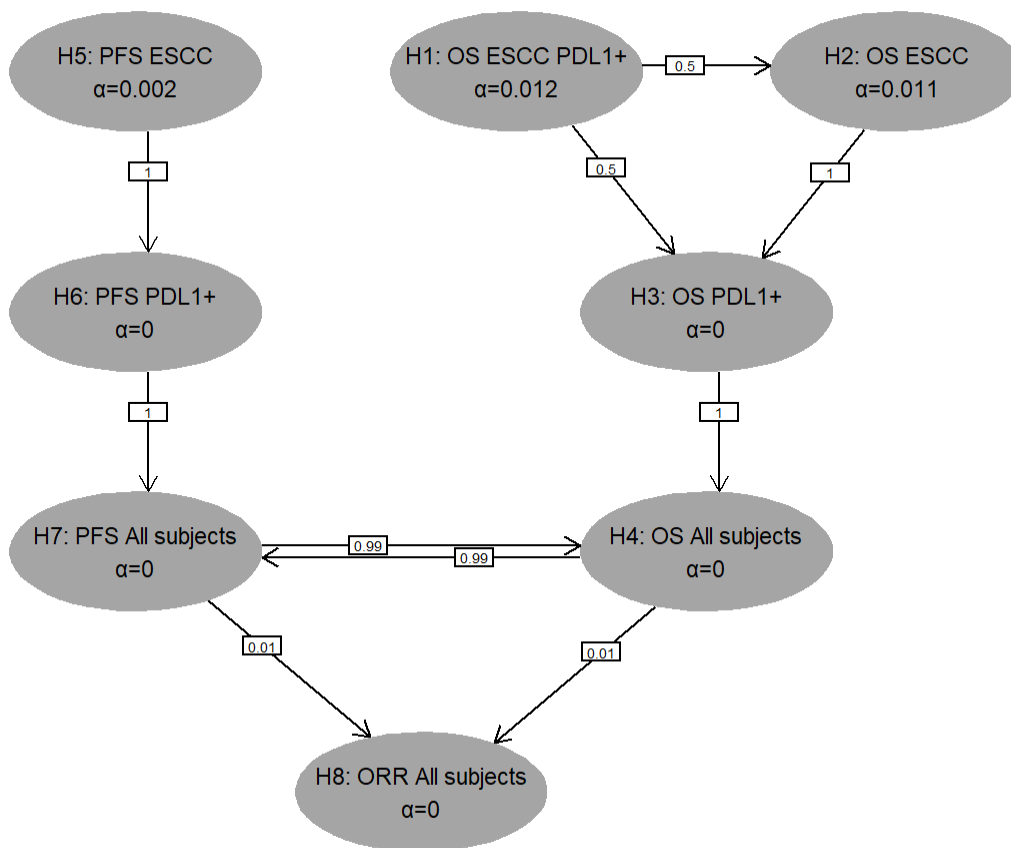 H5: PFS ESCC
α=0.002
H1: OS ESCC PDL1+
α=0.012
0.5
H2: OS ESCC
α=0.011
1
0.5
1
H6: PFS PDL1+
α=0
H3: OS PDL1+
α=0
1
1
H7: PFS All subjects
α=0
0.99
0.99
H4: OS All subjects
α=0
0.01
0.01
H8: ORR All subjects
α=0